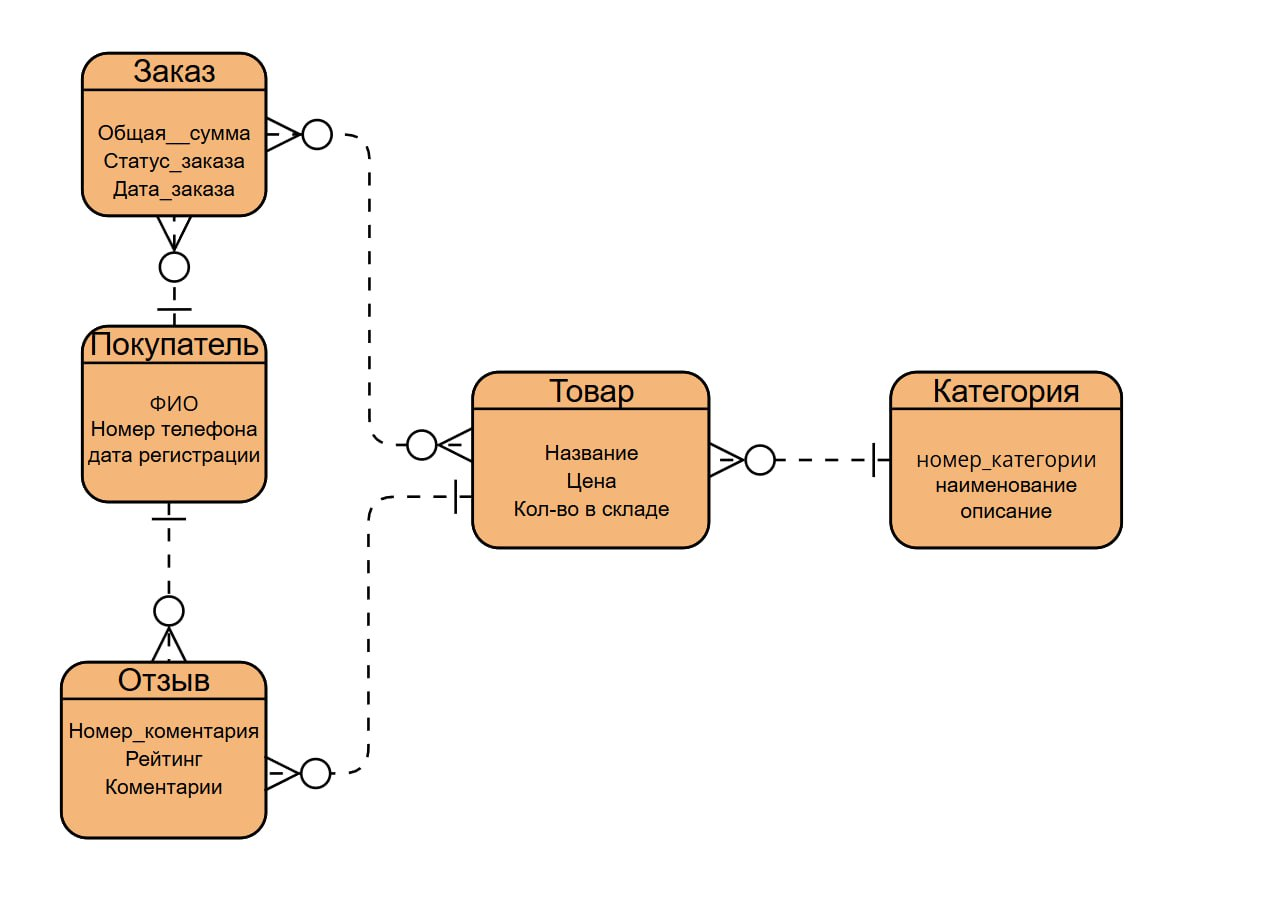 Заказ
Общая__сумма
Статус_заказа
Дата_заказа
Покупатель
ФИО
Номер телефона
дата регистрации
Отзыв
Номер_коментария
Рейтинг
Коментарии
Товар
Название
Цена
Кол-во в складе
Категория
номер_категории
наименование
описание